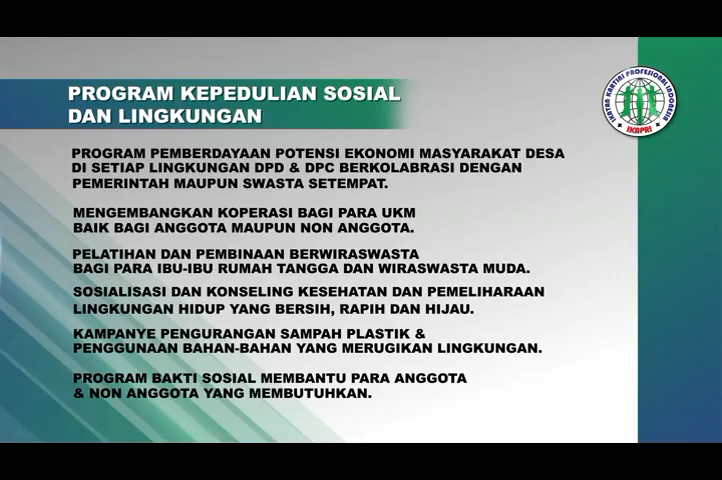 PROGRAM KEPEDULIAN SOSIAL
DAN LINGKUNGAN
IKATAN KARTINI PROFESIONAL INDONESIA
IKAPRI
PROGRAM PEMBERDAYAAN POTENSI EKONOMI MASYARAKAT DESA
DI SETIAP LINGKUNGAN DPD & DPC BERKOLABRASI DENGAN
PEMERINTAH MAUPUN SWASTA SETEMPAT.
MENGEMBANGKAN KOPERASI BAGI PARA UKM
BAIK BAGI ANGGOTA MAUPUN NON ANGGOTA.
PELATIHAN DAN PEMBINAAN BERWIRASWASTA
BAGI PARA IBU-IBU RUMAH TANGGA DAN WIRASWASTA MUDA.
SOSIALISASI DAN KONSELING KESEHATAN DAN PEMELIHARAAN
LINGKUNGAN HIDUP YANG BERSIH, RAPIH DAN HIJAU.
KAMPANYE PENGURANGAN SAMPAH PLASTIK &
PENGGUNAAN BAHAN-BAHAN YANG MERUGIKAN LINGKUNGAN.
PROGRAM BAKTI SOSIAL MEMBANTU PARA ANGGOTA
& NON ANGGOTA YANG MEMBUTUHKAN.